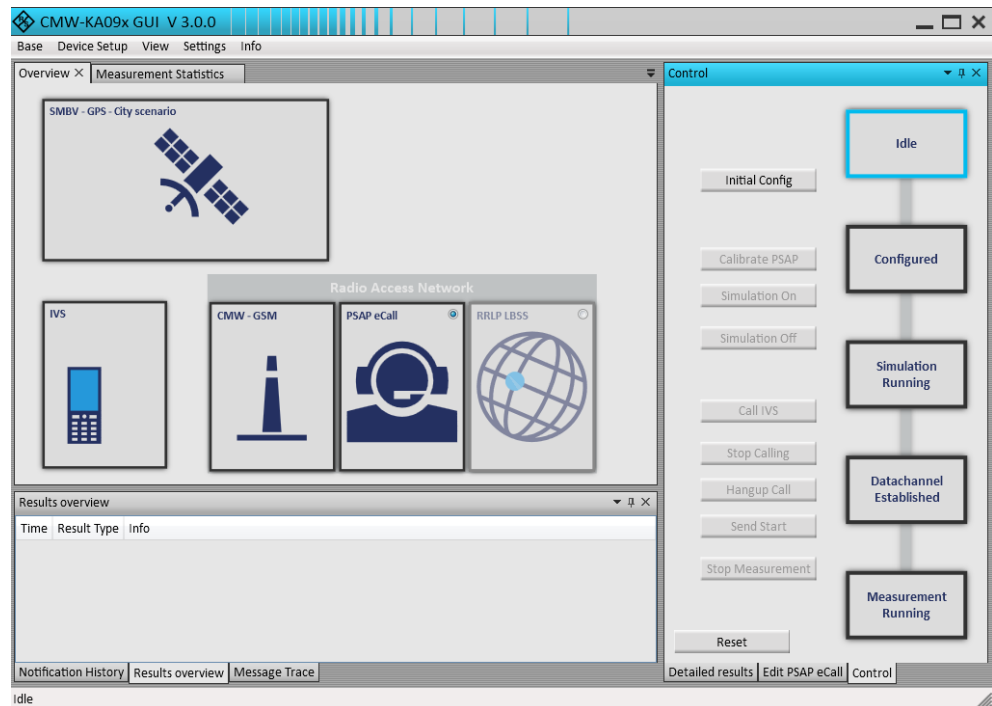 CMW-KA09x GUI V 3.0.0
Base Device Setup View Settings Info
Overview Measurement Statistics
SMBV - GPS - City scenario
Radio Access Network
IVS
CMW - GSM
PSAP eCall
RRLP LBSS
Results overview
Time Result Type Info
Notification History Results overview Message Trace
Control
Idle
Initial Config
Calibrate PSAP
Configured
Simulation On
Simulation Off
Simulation
Running
Call IVS
Stop Calling
Hangup Call
Datachannel
Established
Send Start
Stop Measurement
Measurement
Running
Reset
Detailed results Edit PSAP eCall Control
Idle